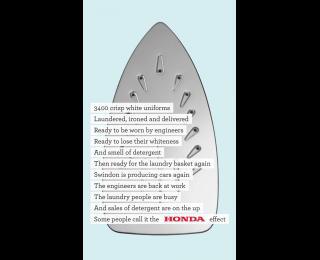 3400 crisp white uniforms
Laundered, ironed and delivered
Ready to be worn by engineers
Ready to lose their whiteness
And smell of detergent
Then ready for the laundry basket again
Swindon is producing cars again
The engineers are back at work
The laundry people are busy
And sales of detergent are on the up
Some people call it the HONDA effect